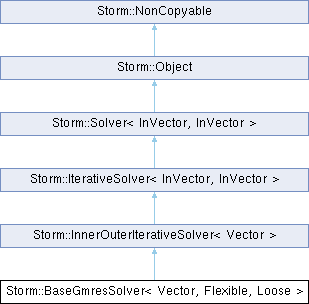 Storm::NonCopyable
Storm::Object
Storm::Solver< InVector, InVector >
Storm::IterativeSolver< InVector, InVector >
Storm::InnerOuterIterativeSolver< Vector >
Storm::BaseGmresSolver< Vector, Flexible, Loose >